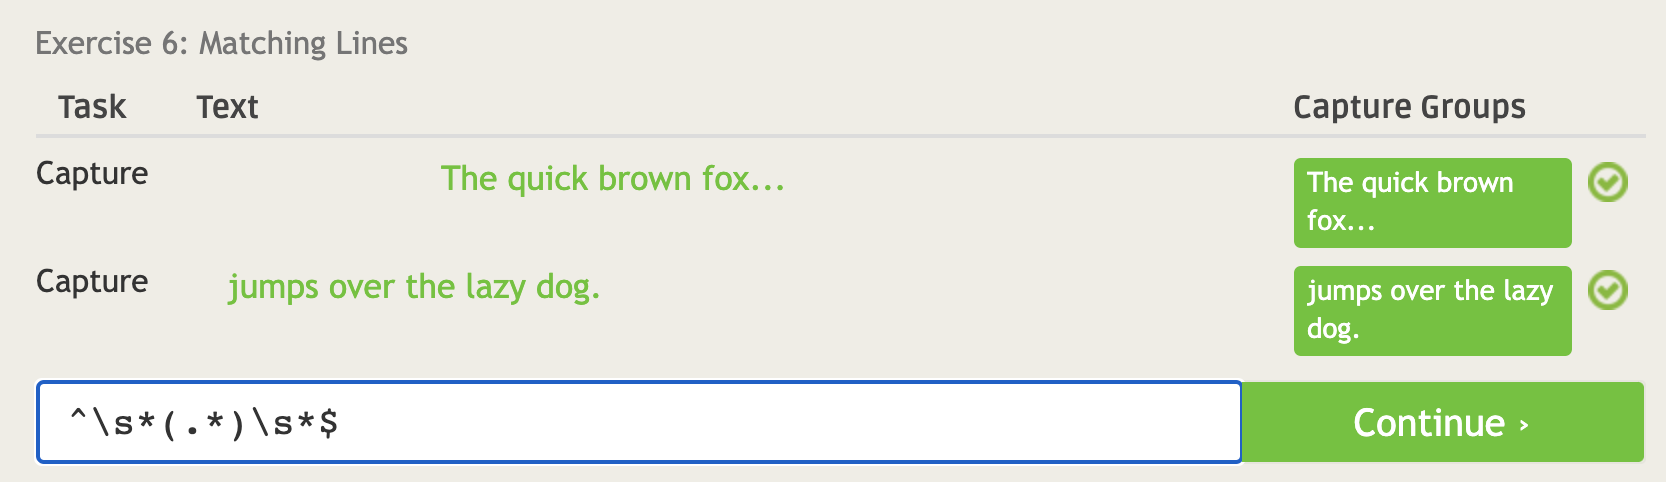 Exercise 6: Matching Lines
Task Text Capture Groups
Capture The quick brown fox... The quick brown
fox...
Capture jumps over the lazy dog. jumps over the lazy
dog.
^\s*(.*)\s*$ Continue ›